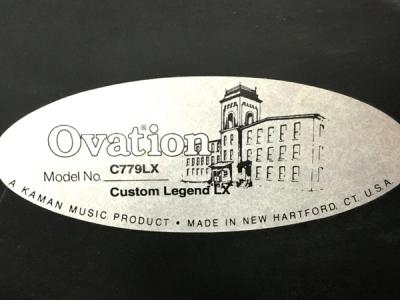 Ovation®
Model No. C779LX
Custom Legend LX
A KAMAN MUSIC PRODUCT • MADE IN NEW HARTFORD, CT. U.S.A.